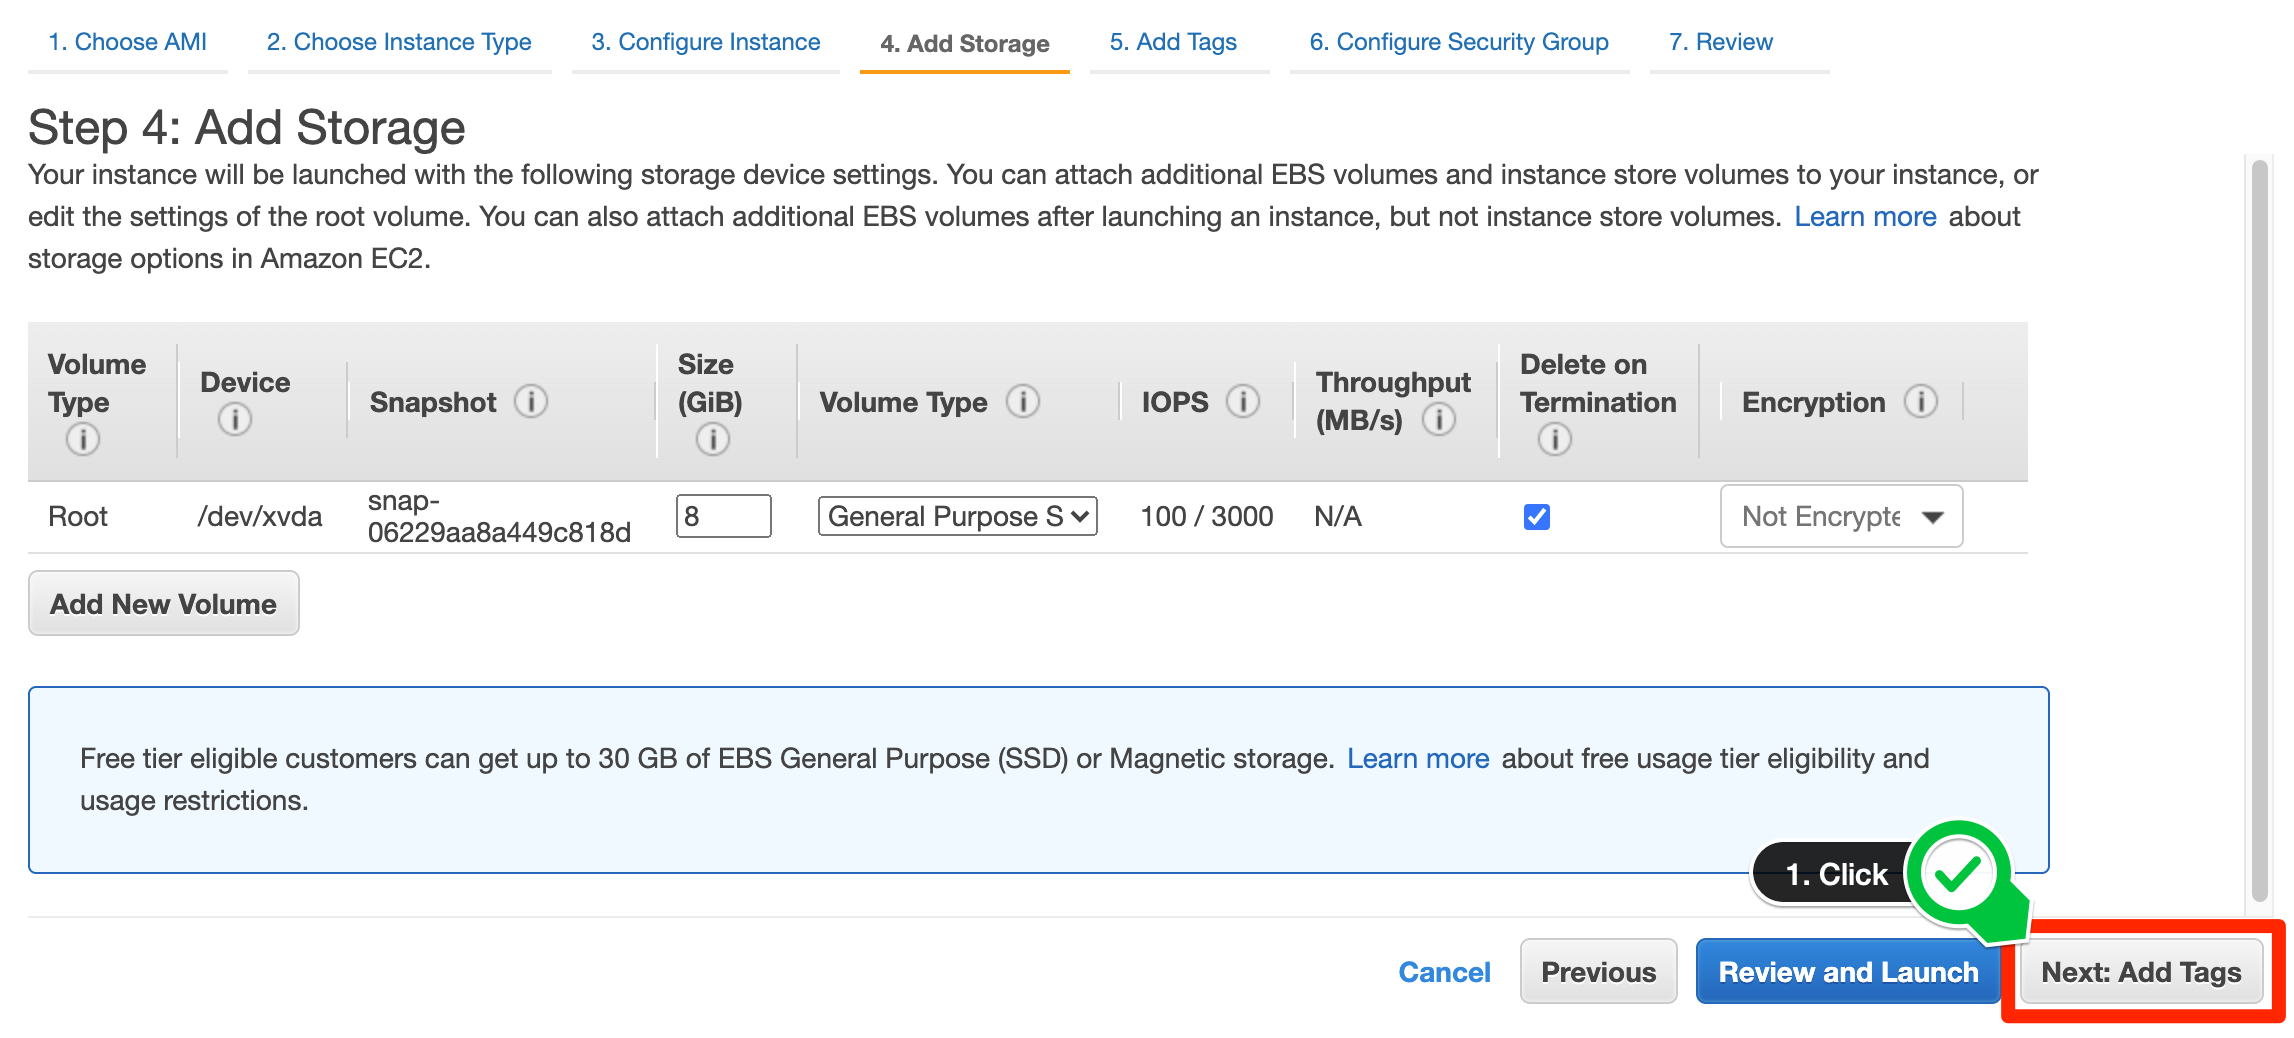 1. Choose AMI 2. Choose Instance Type 3. Configure Instance 4. Add Storage 5. Add Tags 6. Configure Security Group 7. Review
Step 4: Add Storage
Your instance will be launched with the following storage device settings. You can attach additional EBS volumes and instance store volumes to your instance, or
edit the settings of the root volume. You can also attach additional EBS volumes after launching an instance, but not instance store volumes. Learn more about
storage options in Amazon EC2.
Volume Type i Device i Snapshot i Size (GiB) i Volume Type i IOPS i Throughput (MB/s) i Delete on Termination i Encryption i
Root /dev/xvda snap-06229aa8a449c818d 8 General Purpose S 100 / 3000 N/A Not Encrypte
Add New Volume
Free tier eligible customers can get up to 30 GB of EBS General Purpose (SSD) or Magnetic storage. Learn more about free usage tier eligibility and
usage restrictions.
1. Click
Cancel Previous Review and Launch Next: Add Tags